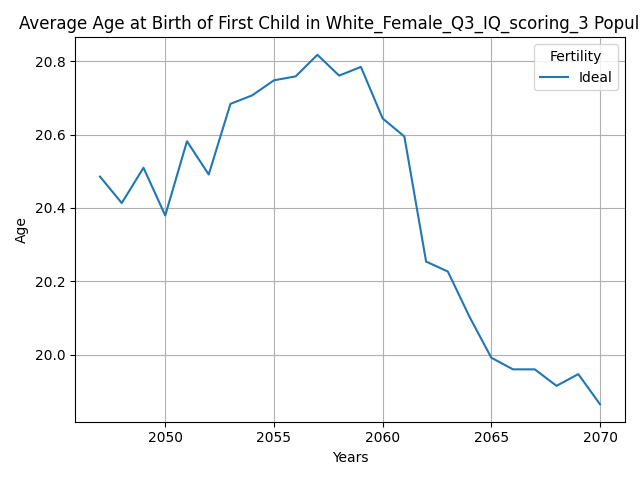 Average Age at Birth of First Child in White_Female_Q3_IQ_scoring_3 Popul
Fertility
Ideal
20.8
20.6
20.4
20.2
20.0
Age
2050 2055 2060 2065 2070
Years